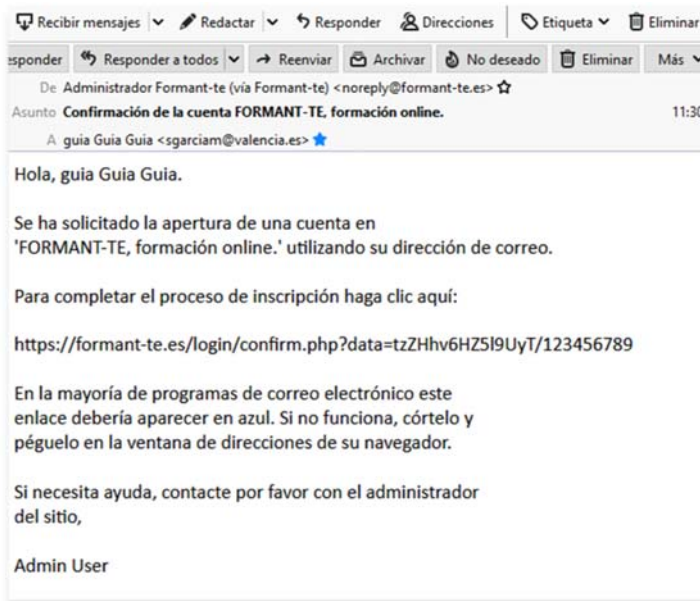 Recibir mensajes Redactar Responder Direcciones Etiqueta Eliminar
esponder Responder a todos Reenviar Archivar No deseado Eliminar Más
De Administrador Formant-te (vía Formant-te) <noreply@formant-te.es>
Asunto Confirmación de la cuenta FORMANT-TE, formación online. 11:30
A guia Guia Guia <sgarciam@valencia.es>
Hola, guia Guia Guia.
Se ha solicitado la apertura de una cuenta en
'FORMANT-TE, formación online.' utilizando su dirección de correo.
Para completar el proceso de inscripción haga clic aquí:
https://formant-te.es/login/confirm.php?data=tzZHhv6HZ5l9UyT/123456789
En la mayoría de programas de correo electrónico este
enlace debería aparecer en azul. Si no funciona, córtelo y
péguelo en la ventana de direcciones de su navegador.
Si necesita ayuda, contacte por favor con el administrador
del sitio,
Admin User